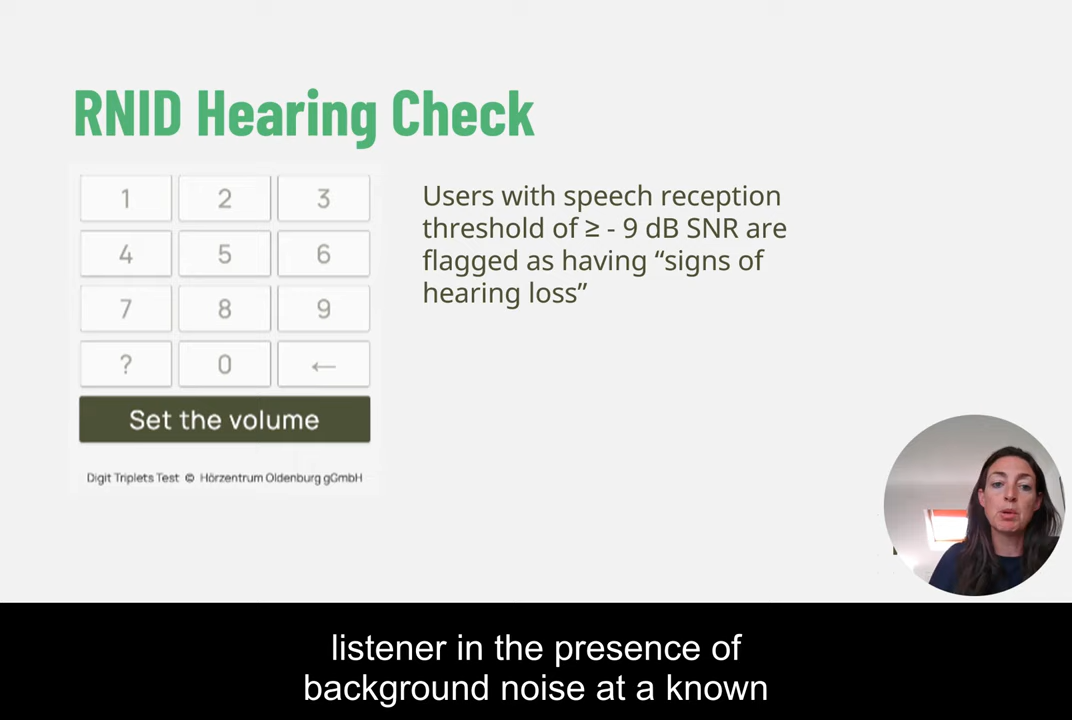 RNID Hearing Check
1 2 3
4 5 6
7 8 9
? 0 ←
Set the volume
Digit Triplets Test © Hörzentrum Oldenburg gGmbH
Users with speech reception
threshold of ≥ - 9 dB SNR are
flagged as having “signs of
hearing loss”
listener in the presence of
background noise at a known